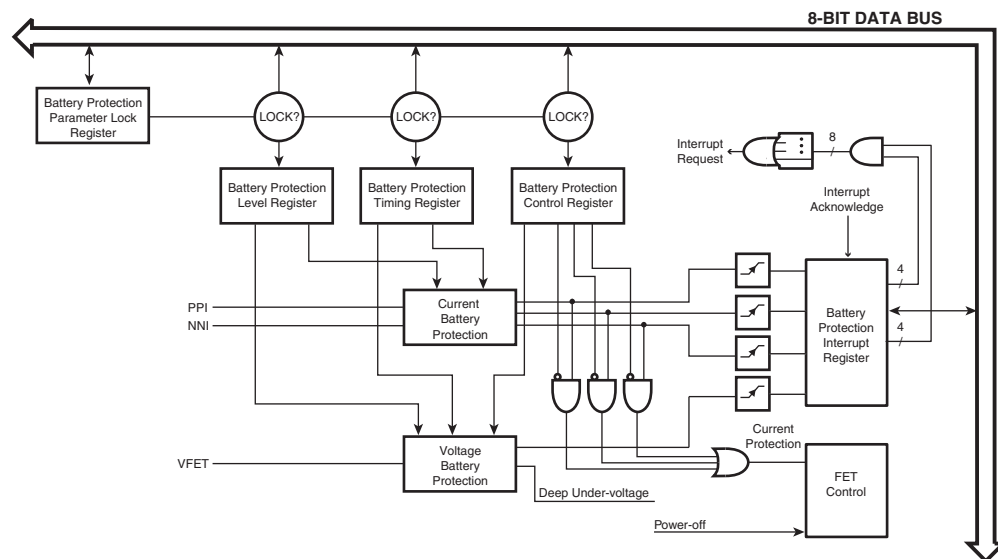 8-BIT DATA BUS
Battery Protection
Parameter Lock
Register
LOCK?
LOCK?
LOCK?
Interrupt
Request
8
Battery Protection
Level Register
Battery Protection
Timing Register
Battery Protection
Control Register
Interrupt
Acknowledge
PPI
NNI
Current
Battery
Protection
Battery
Protection
Interrupt
Register
4
4
VFET
Voltage
Battery
Protection
Current
Protection
FET
Control
Deep Under-voltage
Power-off